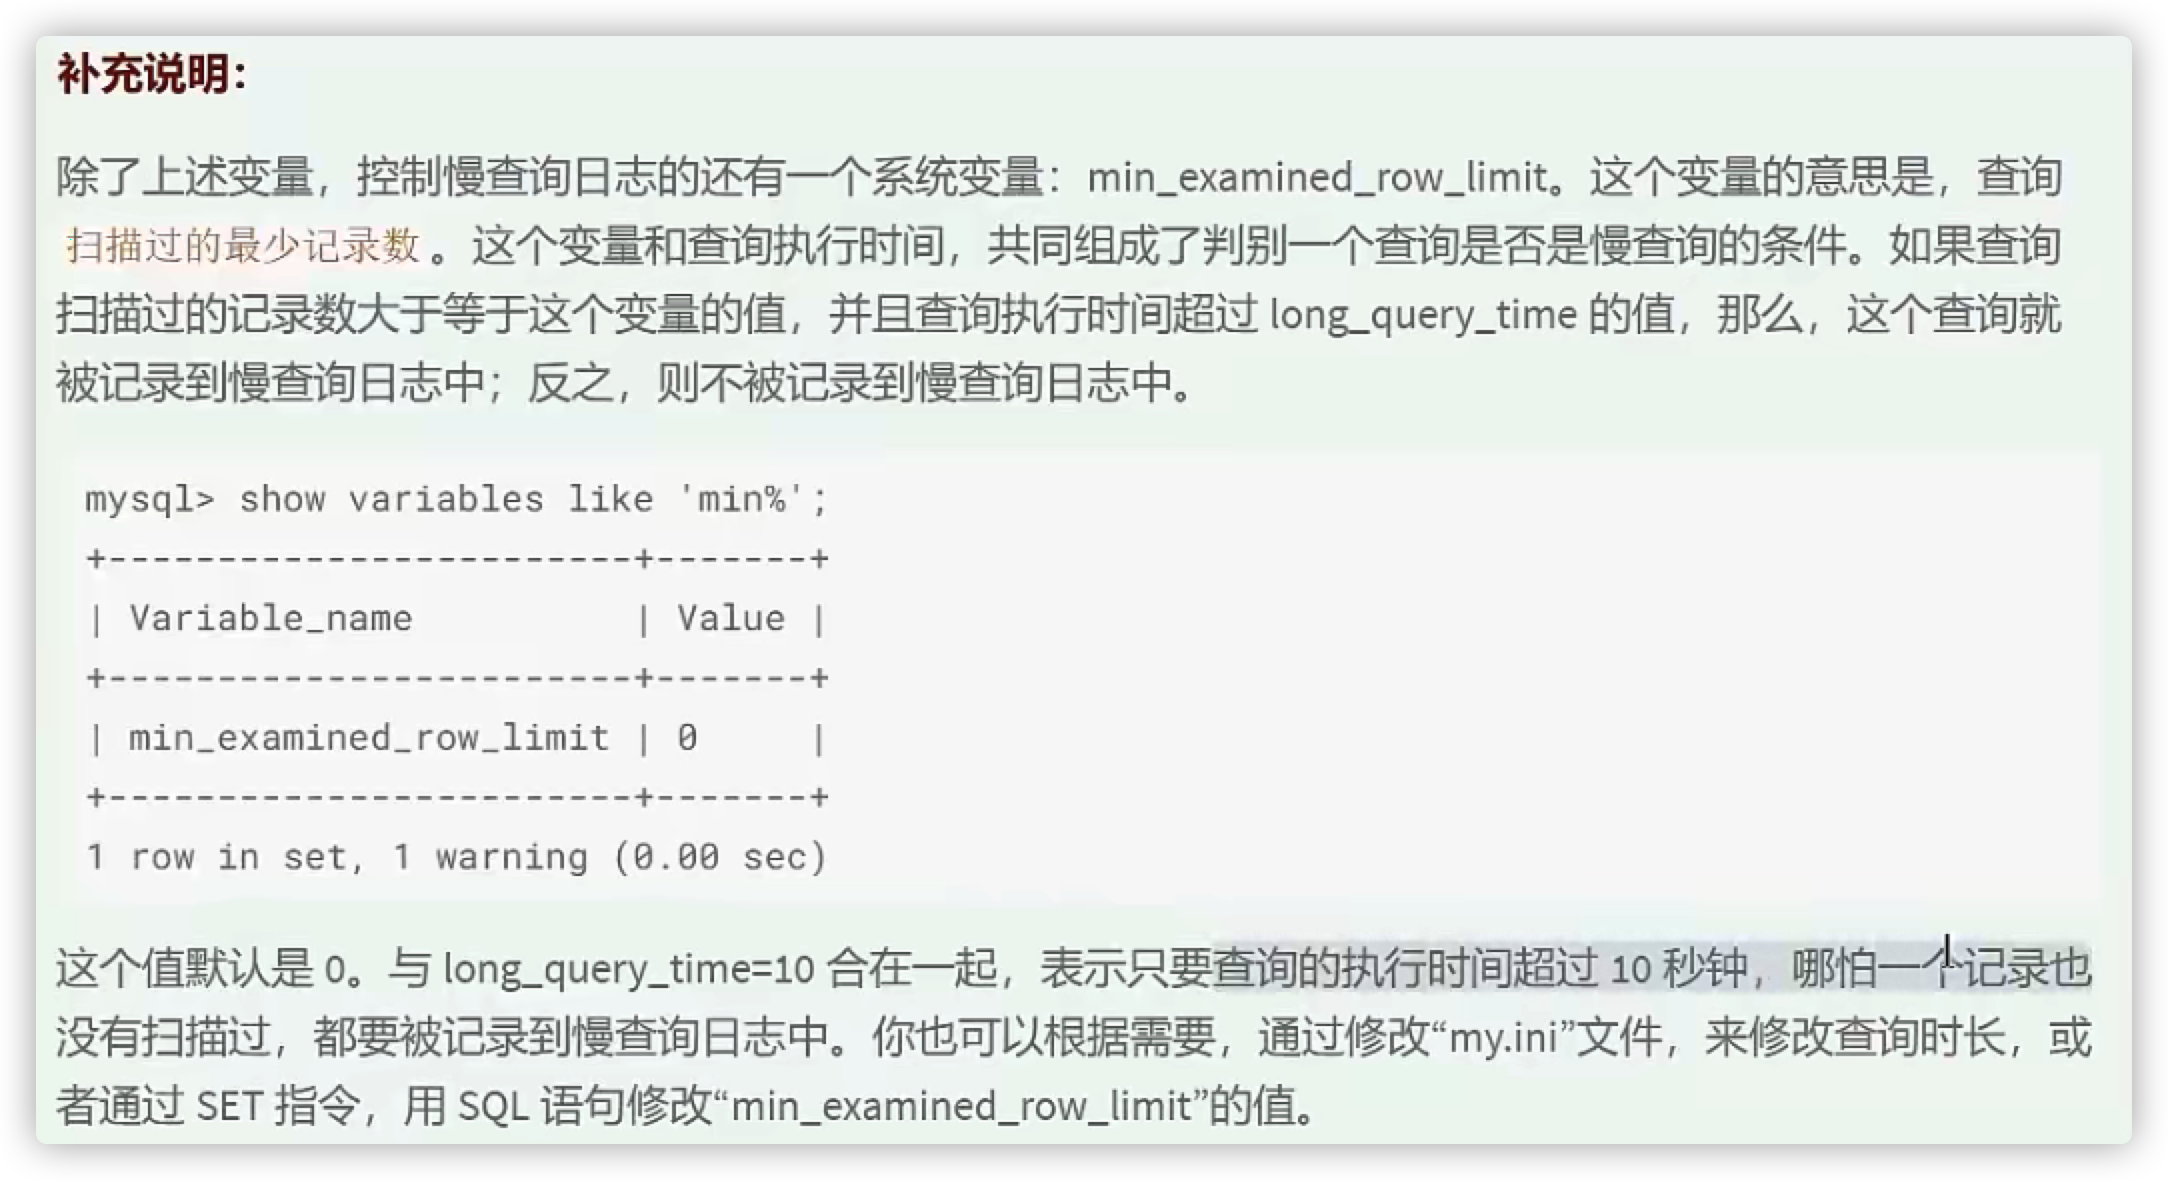 补充说明：
除了上述变量，控制慢查询日志的还有一个系统变量：min_examined_row_limit。这个变量的意思是，查询
扫描过的最少记录数。这个变量和查询执行时间，共同组成了判别一个查询是否是慢查询的条件。如果查询
扫描过的记录数大于等于这个变量的值，并且查询执行时间超过 long_query_time 的值，那么，这个查询就
被记录到慢查询日志中；反之，则不被记录到慢查询日志中。
mysql> show variables like 'min%';
+------------------------+-------+
| Variable_name          | Value |
+------------------------+-------+
| min_examined_row_limit | 0     |
+------------------------+-------+
1 row in set, 1 warning (0.00 sec)
这个值默认是 0。与 long_query_time=10 合在一起，表示只要查询的执行时间超过 10 秒钟，哪怕一个记录也
没有扫描过，都要被记录到慢查询日志中。你也可以根据需要，通过修改“my.ini”文件，来修改查询时长，或
者通过 SET 指令，用 SQL 语句修改“min_examined_row_limit”的值。